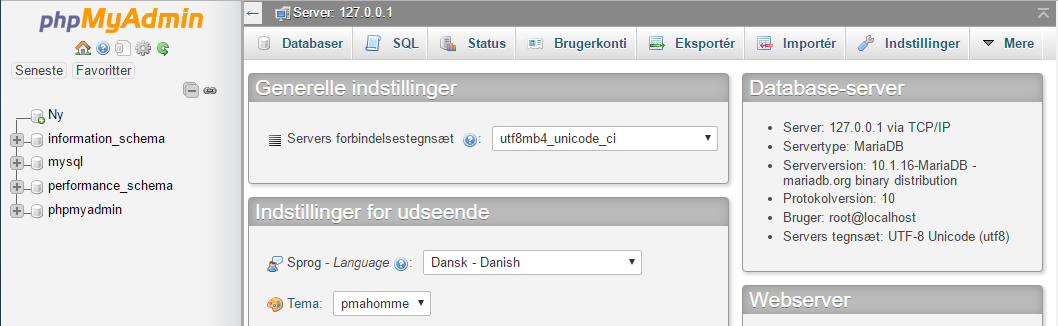 phpMyAdmin
Seneste Favoritter
Ny
information_schema
mysql
performance_schema
phpmyadmin
Server: 127.0.0.1
Databaser SQL Status Brugerkonti Eksportér Importér Indstillinger Mere
Generelle indstillinger
Servers forbindelsestegnsæt : utf8mb4_unicode_ci
Indstillinger for udseende
Sprog - Language : Dansk - Danish
Tema: pmahomme
Database-server
Server: 127.0.0.1 via TCP/IP
Servertype: MariaDB
Serverversion: 10.1.16-MariaDB -
mariadb.org binary distribution
Protokolversion: 10
Bruger: root@localhost
Servers tegnsæt: UTF-8 Unicode (utf8)
Webserver